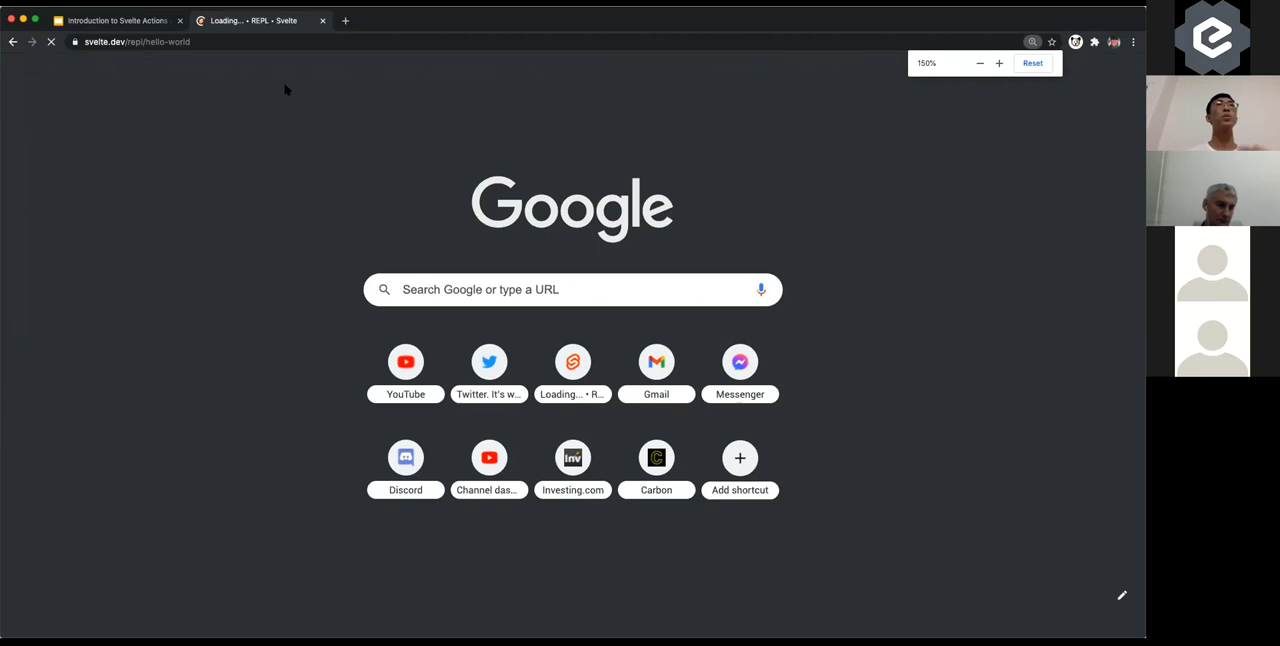 Introduction to Svelte Actions
Loading... • REPL • Svelte
svelte.dev/repl/hello-world
150%
Reset
Google
Search Google or type a URL
YouTube
Twitter. It's w...
Loading... • R...
Gmail
Messenger
Discord
Channel das...
Investing.com
Carbon
Add shortcut
Inv
C